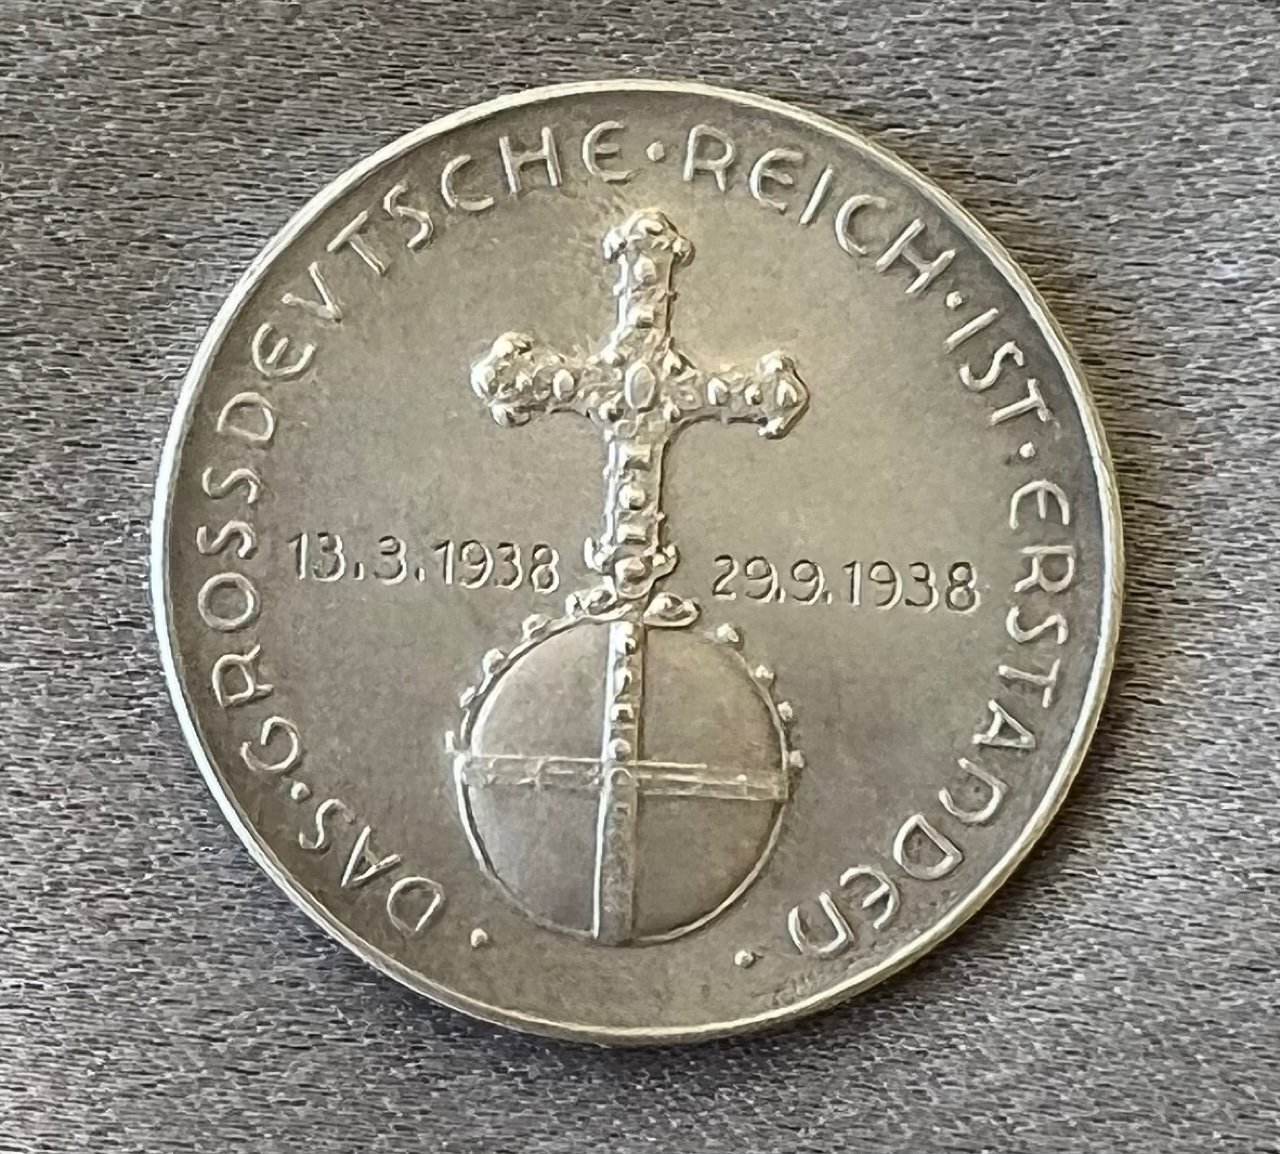 · DAS · GROSSDEVTSCHE · REICH · IST · ERSTANDEN ·
13.3.1938 29.9.1938